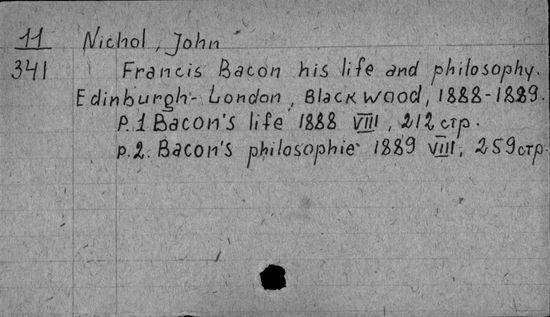 11 Nichol, John
341 Francis Bacon his life and philosophy.
Edinburgh-London, Blackwood, 1888-1889.
P.1 Bacon's life 1888 VIII, 212 стр.
p.2. Bacon's philosophie 1889 VIII, 259 стр.